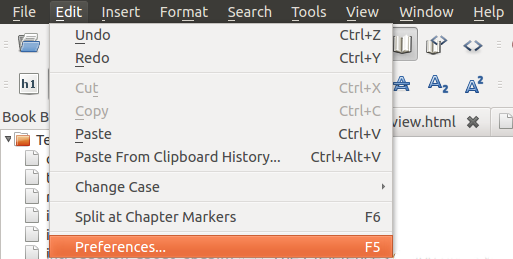 File Edit Insert Format Search Tools View Window Help
Undo Ctrl+Z
Redo Ctrl+Y
Cut Ctrl+X
Copy Ctrl+C
Paste Ctrl+V
Paste From Clipboard History... Ctrl+Alt+V
Change Case
Split at Chapter Markers F6
Preferences... F5
h1
A A₂ A²
Book B
view.html
Te